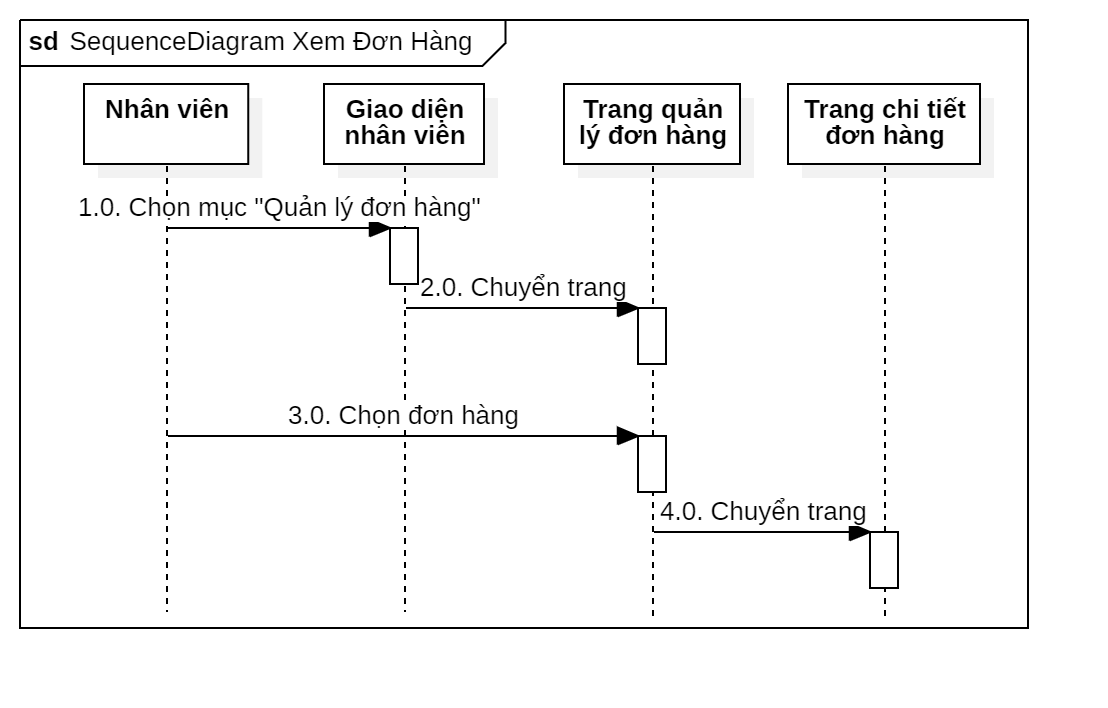 sd SequenceDiagram Xem Đơn Hàng
Nhân viên
Giao diện
nhân viên
Trang quản
lý đơn hàng
Trang chi tiết
đơn hàng
1.0. Chọn mục "Quản lý đơn hàng"
2.0. Chuyển trang
3.0. Chọn đơn hàng
4.0. Chuyển trang